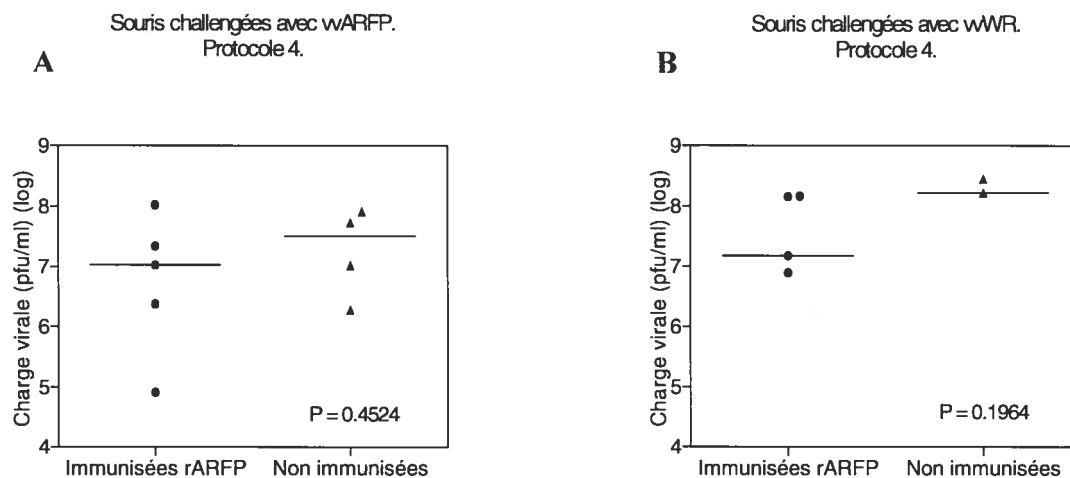 Souris challengées avec vvARFP.
Protocole 4.
A
Charge virale (pfu/ml) (log)
9
8
7
6
5
4
P = 0.4524
Immunisées rARFP
Non immunisées
Souris challengées avec vvWR.
Protocole 4.
B
Charge virale (pfu/ml) (log)
9
8
7
6
5
4
P = 0.1964
Immunisées rARFP
Non immunisées